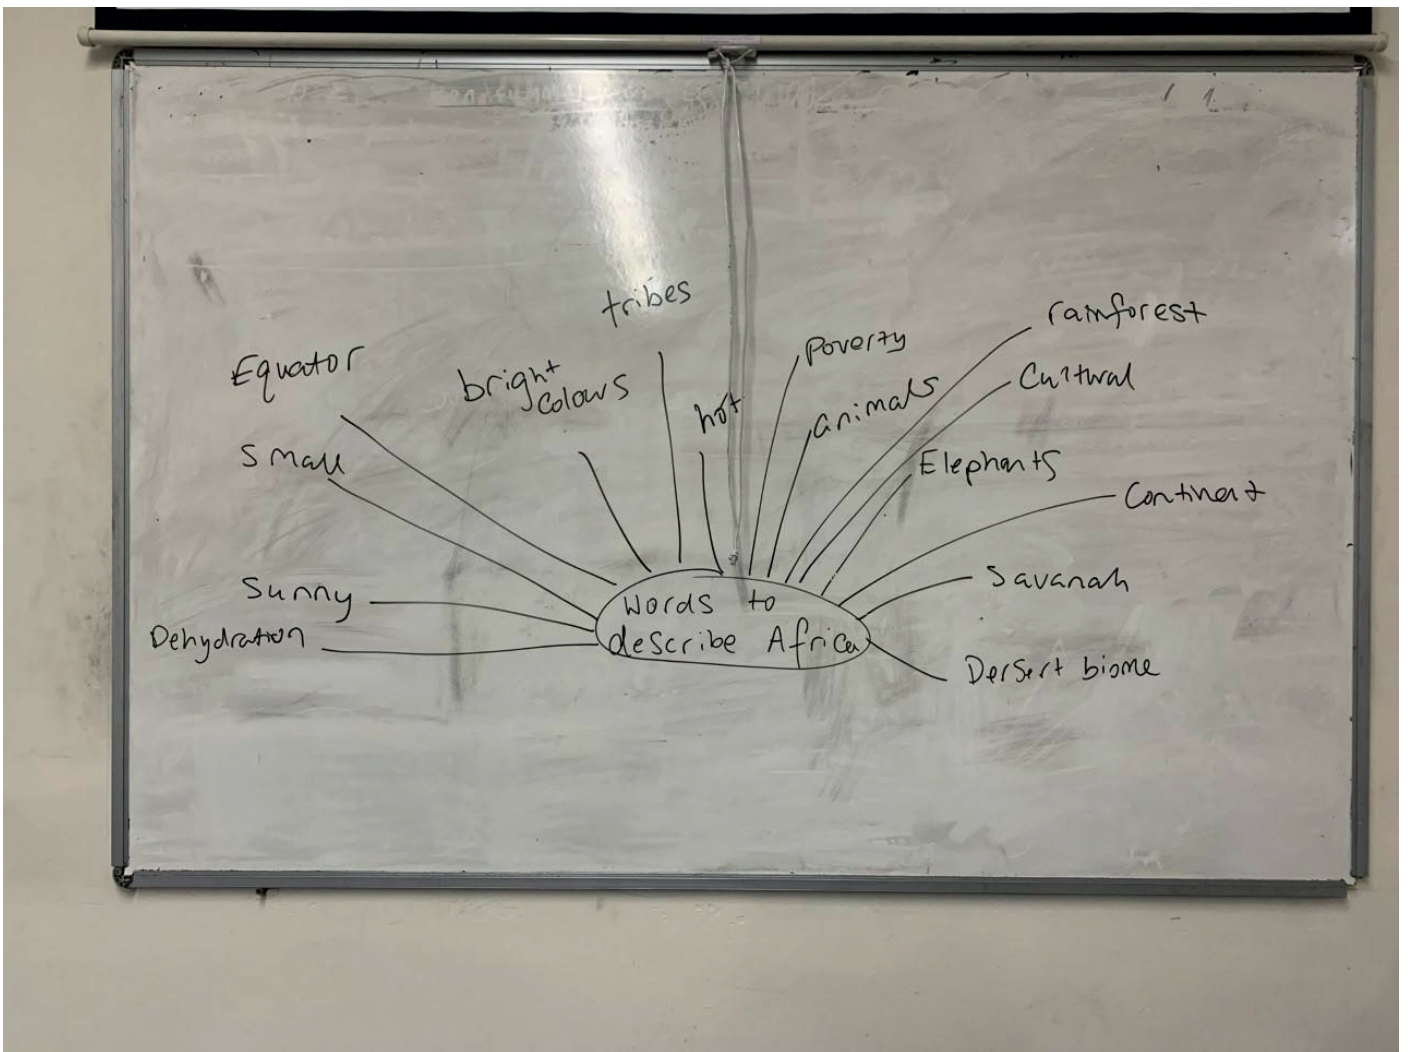 tribes
rainforest
Equator
poverty
bright
colours
Cultural
hot
animals
small
Elephants
Continent
Sunny
Savanah
Dehydration
Words to
describe Africa
Dersert biome